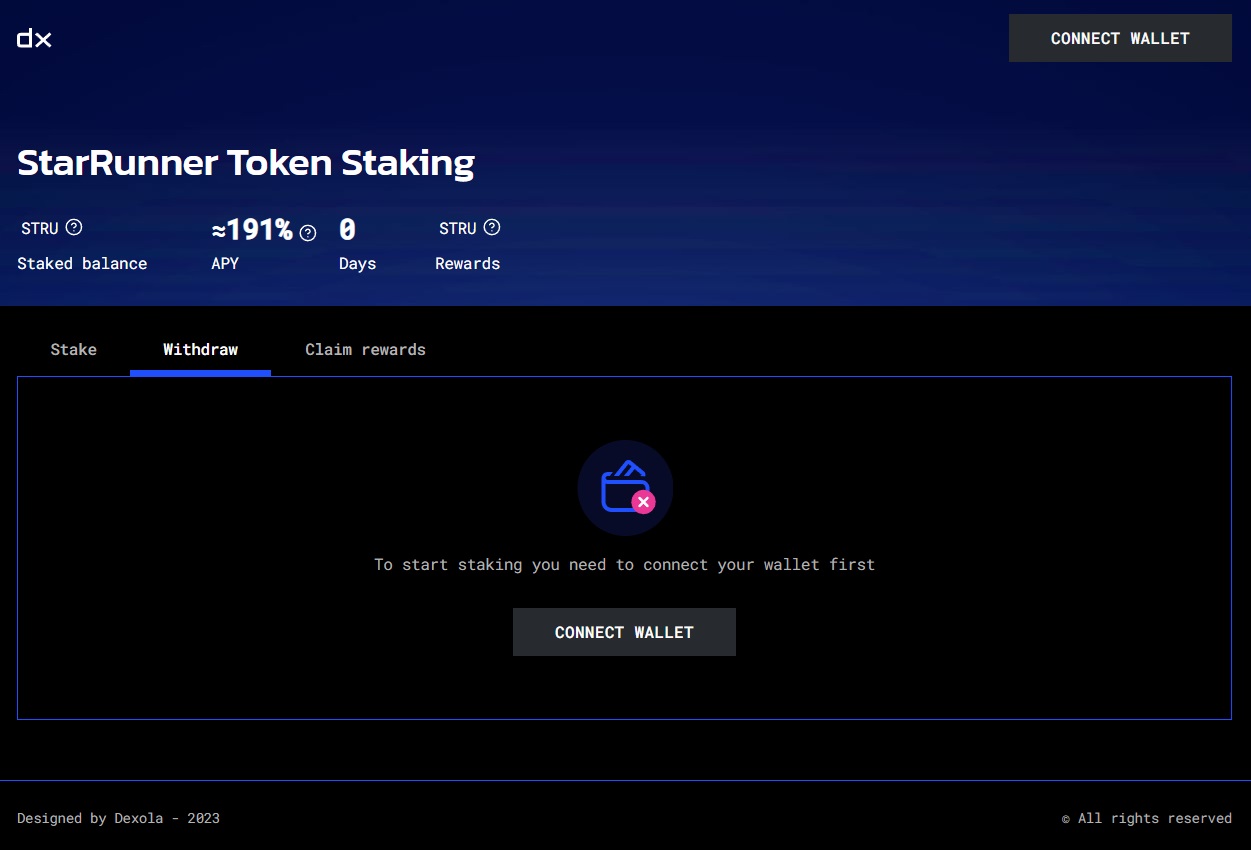 dx
CONNECT WALLET
StarRunner Token Staking
STRU ?
≈191% ?
0
STRU ?
Staked balance
APY
Days
Rewards
Stake
Withdraw
Claim rewards
To start staking you need to connect your wallet first
CONNECT WALLET
Designed by Dexola - 2023
© All rights reserved